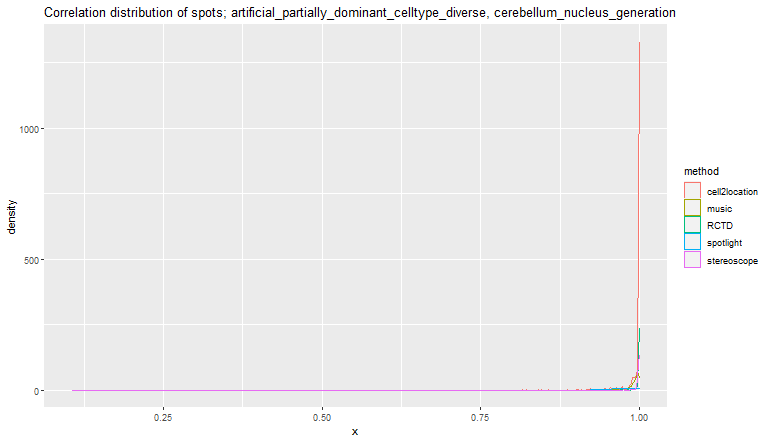 Correlation distribution of spots; artificial_partially_dominant_celltype_diverse, cerebellum_nucleus_generation
1000
500
0
density
0.25
0.50
0.75
1.00
x
method
cell2location
music
RCTD
spotlight
stereoscope